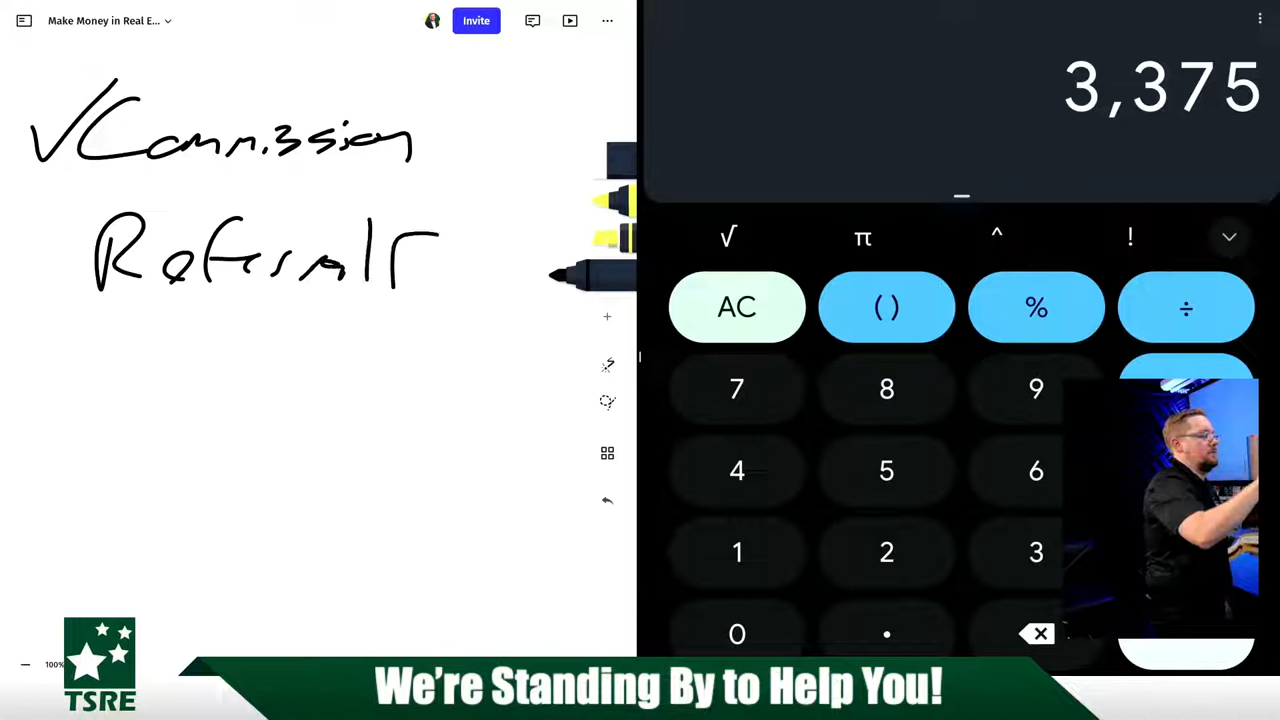 Make Money in Real E...
Invite
✓Commission
Referralr
100%
3,375
√ π ^ !
AC ( ) % ÷
7 8 9
4 5 6
1 2 3
0 .
TSRE
We're Standing By to Help You!